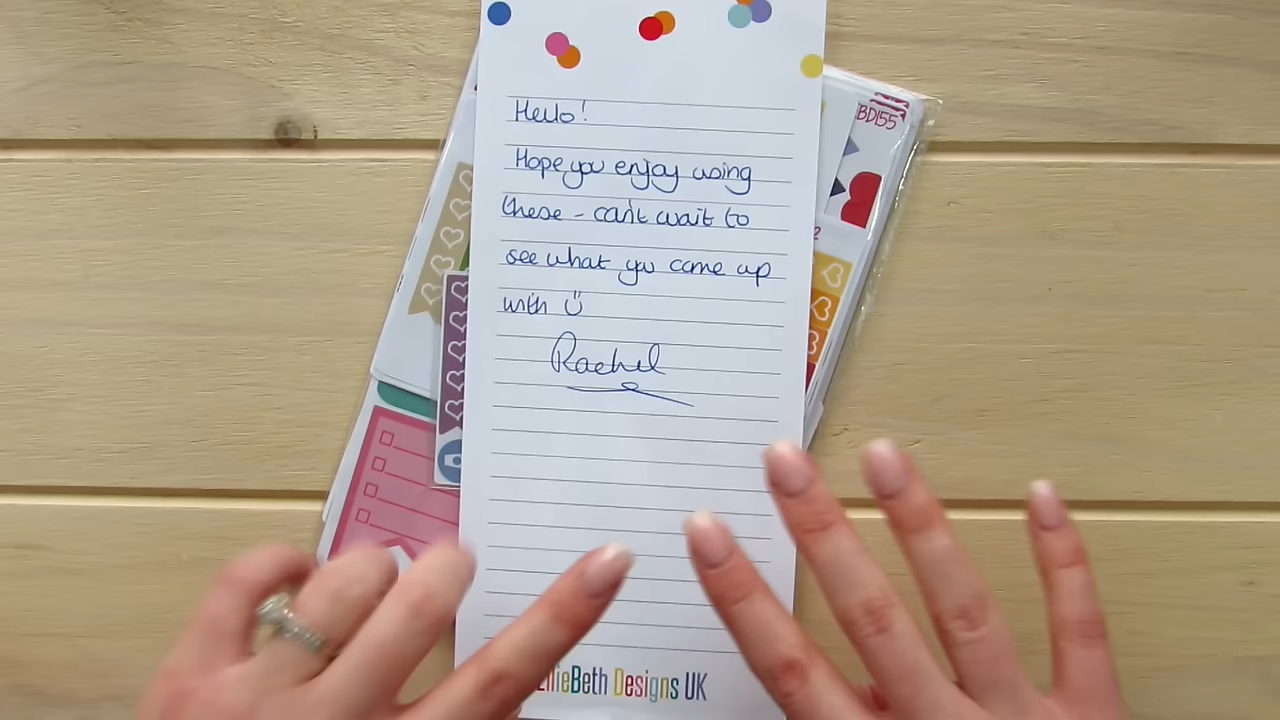 Hello!
Hope you enjoy using
these - can't wait to
see what you come up
with
Rachel
EllieBeth Designs UK
BD155
2